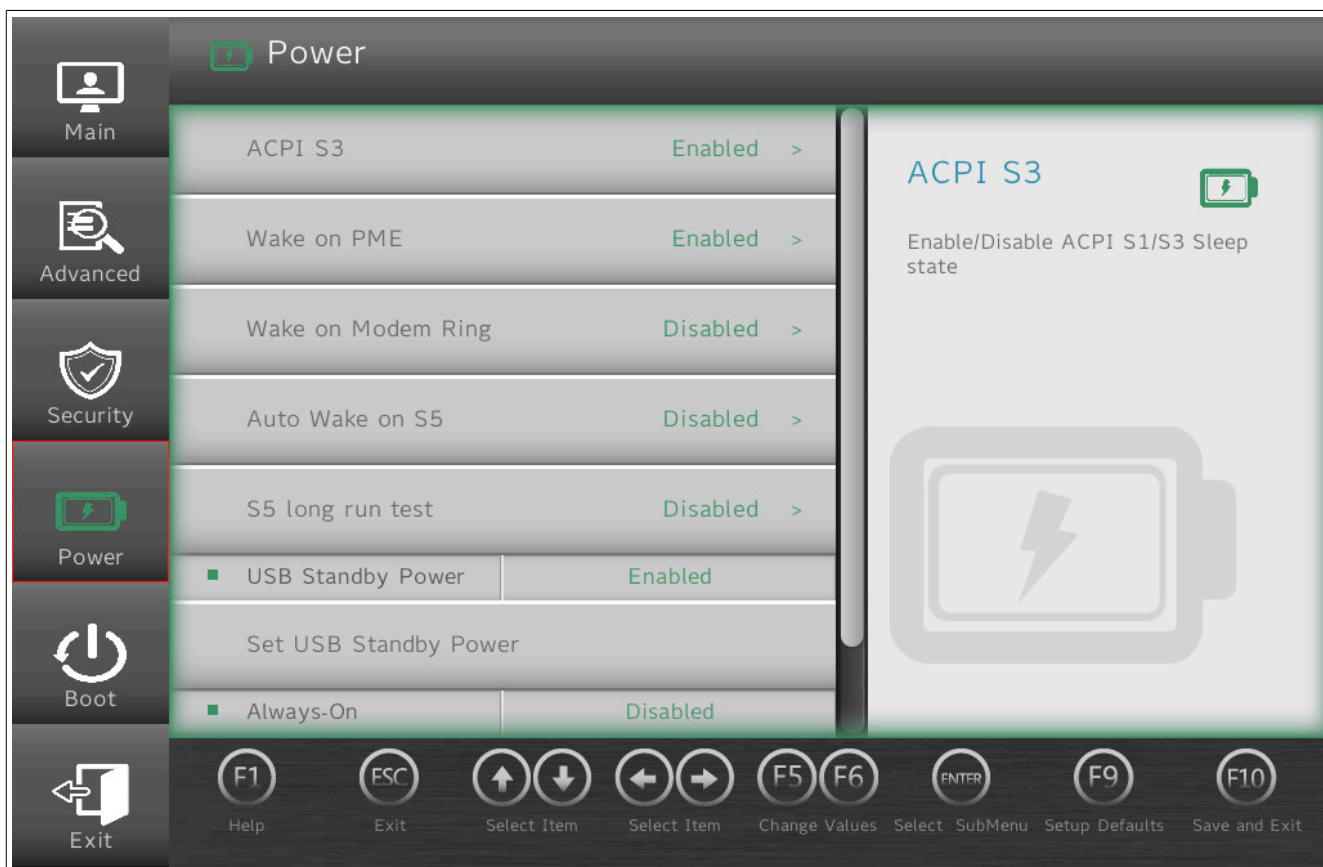 Power
Main
Advanced
Security
Power
Boot
Exit
ACPI S3 Enabled >
Wake on PME Enabled >
Wake on Modem Ring Disabled >
Auto Wake on S5 Disabled >
S5 long run test Disabled >
USB Standby Power Enabled
Set USB Standby Power
Always-On Disabled
ACPI S3
Enable/Disable ACPI S1/S3 Sleep
state
F1 ESC F5 F6 ENTER F9 F10
Help Exit Select Item Select Item Change Values Select SubMenu Setup Defaults Save and Exit